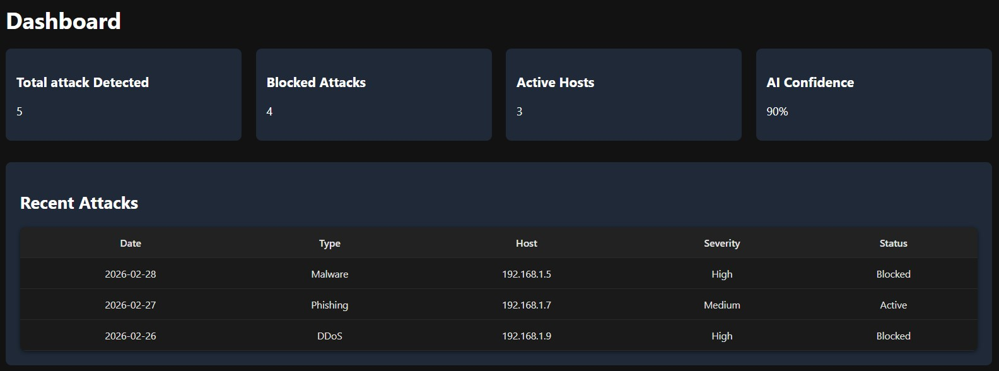 Dashboard
Total attack Detected
5
Blocked Attacks
4
Active Hosts
3
AI Confidence
90%
Recent Attacks
Date Type Host Severity Status
2026-02-28 Malware 192.168.1.5 High Blocked
2026-02-27 Phishing 192.168.1.7 Medium Active
2026-02-26 DDoS 192.168.1.9 High Blocked